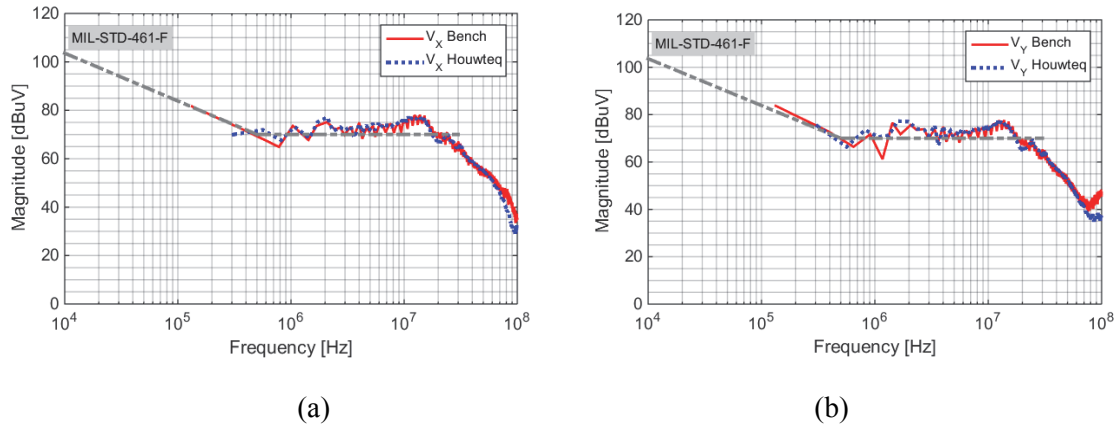 120
100
80
60
40
20
0
Magnitude [dBuV]
MIL-STD-461-F
V_X Bench
V_X Houwteq
10^4 10^5 10^6 10^7 10^8
Frequency [Hz]
(a)
120
100
80
60
40
20
0
Magnitude [dBuV]
MIL-STD-461-F
V_Y Bench
V_Y Houwteq
10^4 10^5 10^6 10^7 10^8
Frequency [Hz]
(b)